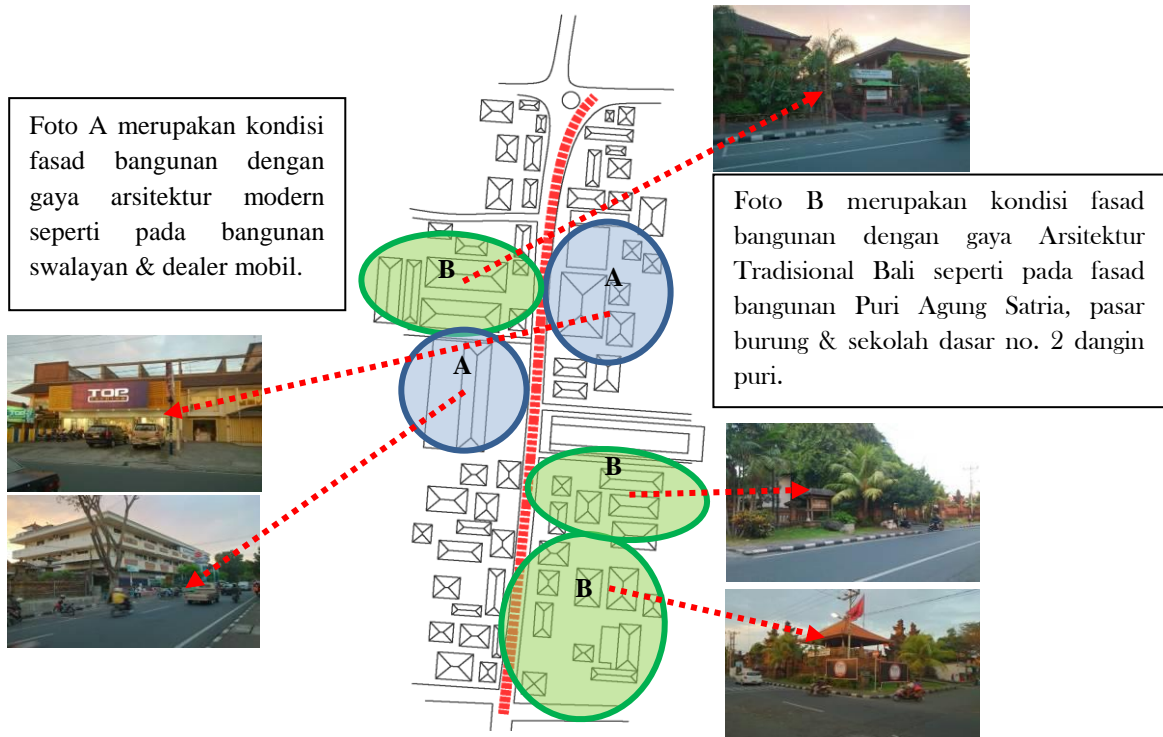 Foto A merupakan kondisi
fasad bangunan dengan
gaya arsitektur modern
seperti pada bangunan
swalayan & dealer mobil.
Foto B merupakan kondisi fasad
bangunan dengan gaya Arsitektur
Tradisional Bali seperti pada fasad
bangunan Puri Agung Satria, pasar
burung & sekolah dasar no. 2 dangin
puri.
B
A
A
B
B
TOP